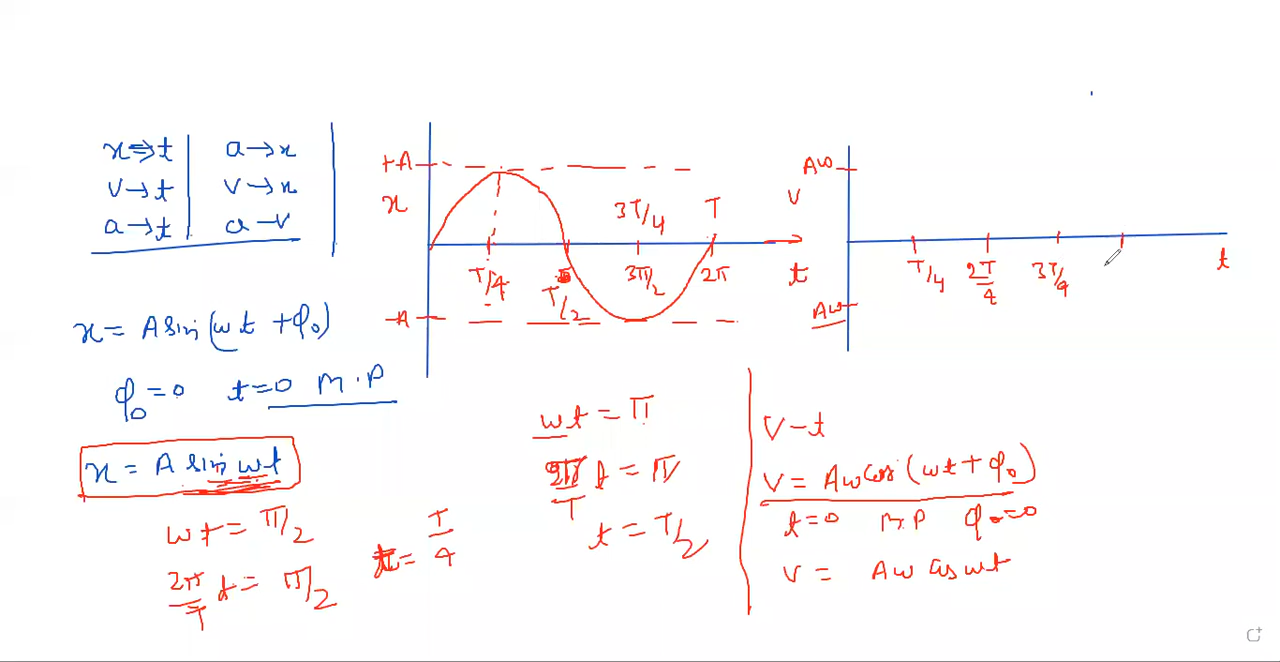 x⇒t | a→x
v→t | v→x
a→t | a-v
x = A sin(ωt + φ₀)
φ₀ = 0 t=0 M.P
x = A sin ωt
ωt = π/2
2π/T t = π/2
t = T/4
+A
x
-A
T/4
T/2
3T/4
3π/2
T
2π
t
ωt = π
2π/T t = π
t = T/2
Aω
V
Aω
T/4
2T/4
3T/4
t
V-t
V = Aω cos(ωt + φ₀)
t=0 M.P φ₀=0
V = Aω cos ωt